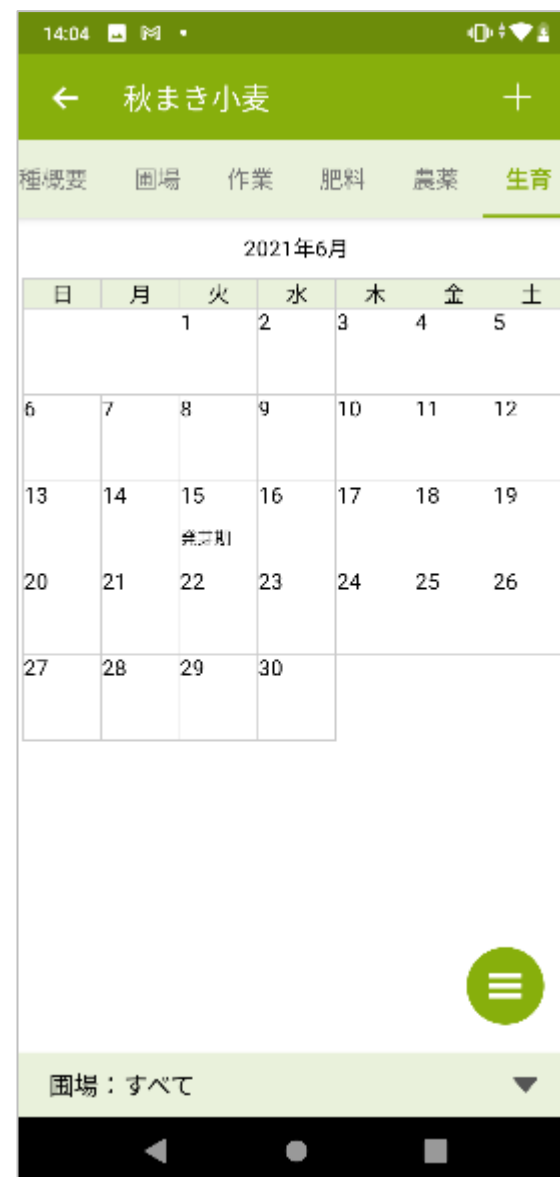 14:04
秋まき小麦
種概要 圃場 作業 肥料 農薬 生育
2021年6月
日 月 火 水 木 金 土
1 2 3 4 5
6 7 8 9 10 11 12
13 14 15 16 17 18 19
発芽期
20 21 22 23 24 25 26
27 28 29 30
圃場：すべて